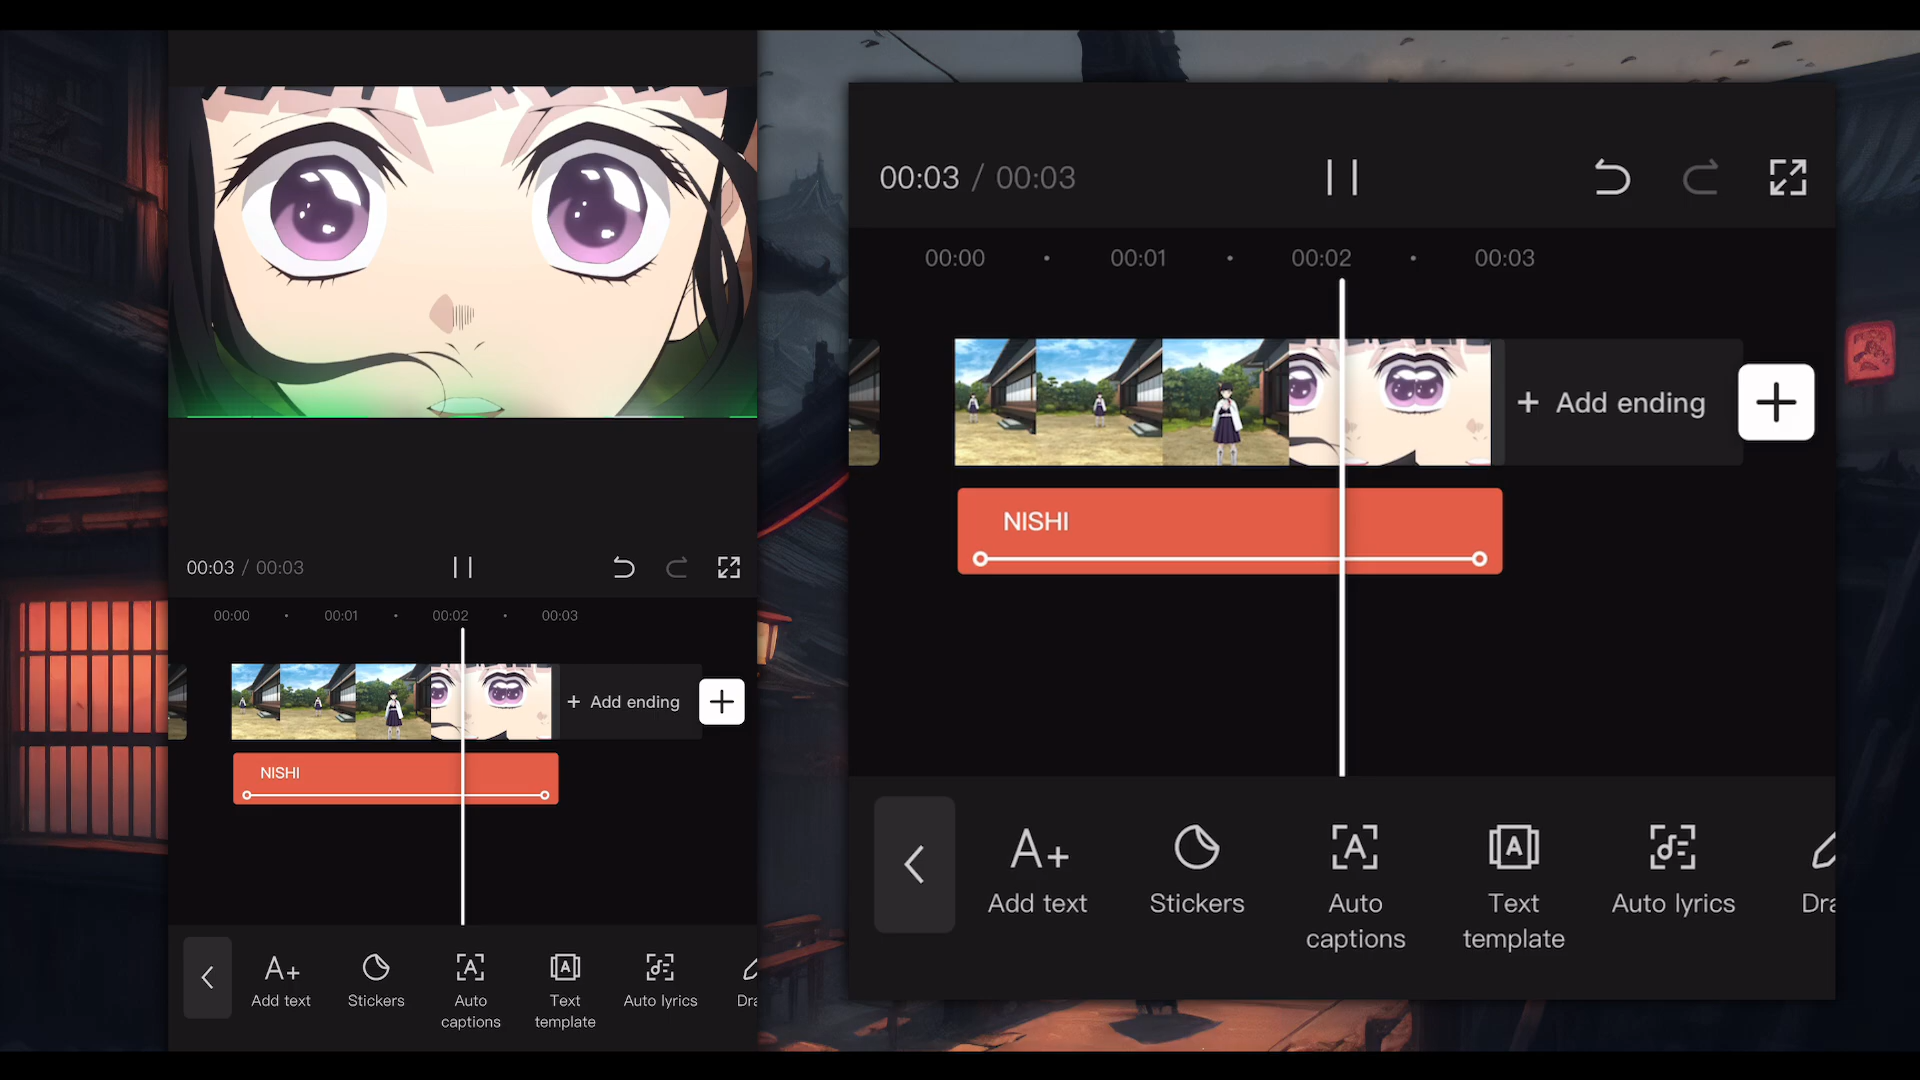 00:03 / 00:03
00:00 00:01 00:02 00:03
+ Add ending
NISHI
Add text
Stickers
Auto captions
Text template
Auto lyrics
Dra
00:03 / 00:03
00:00 00:01 00:02 00:03
+ Add ending
NISHI
Add text
Stickers
Auto captions
Text template
Auto lyrics
Dra